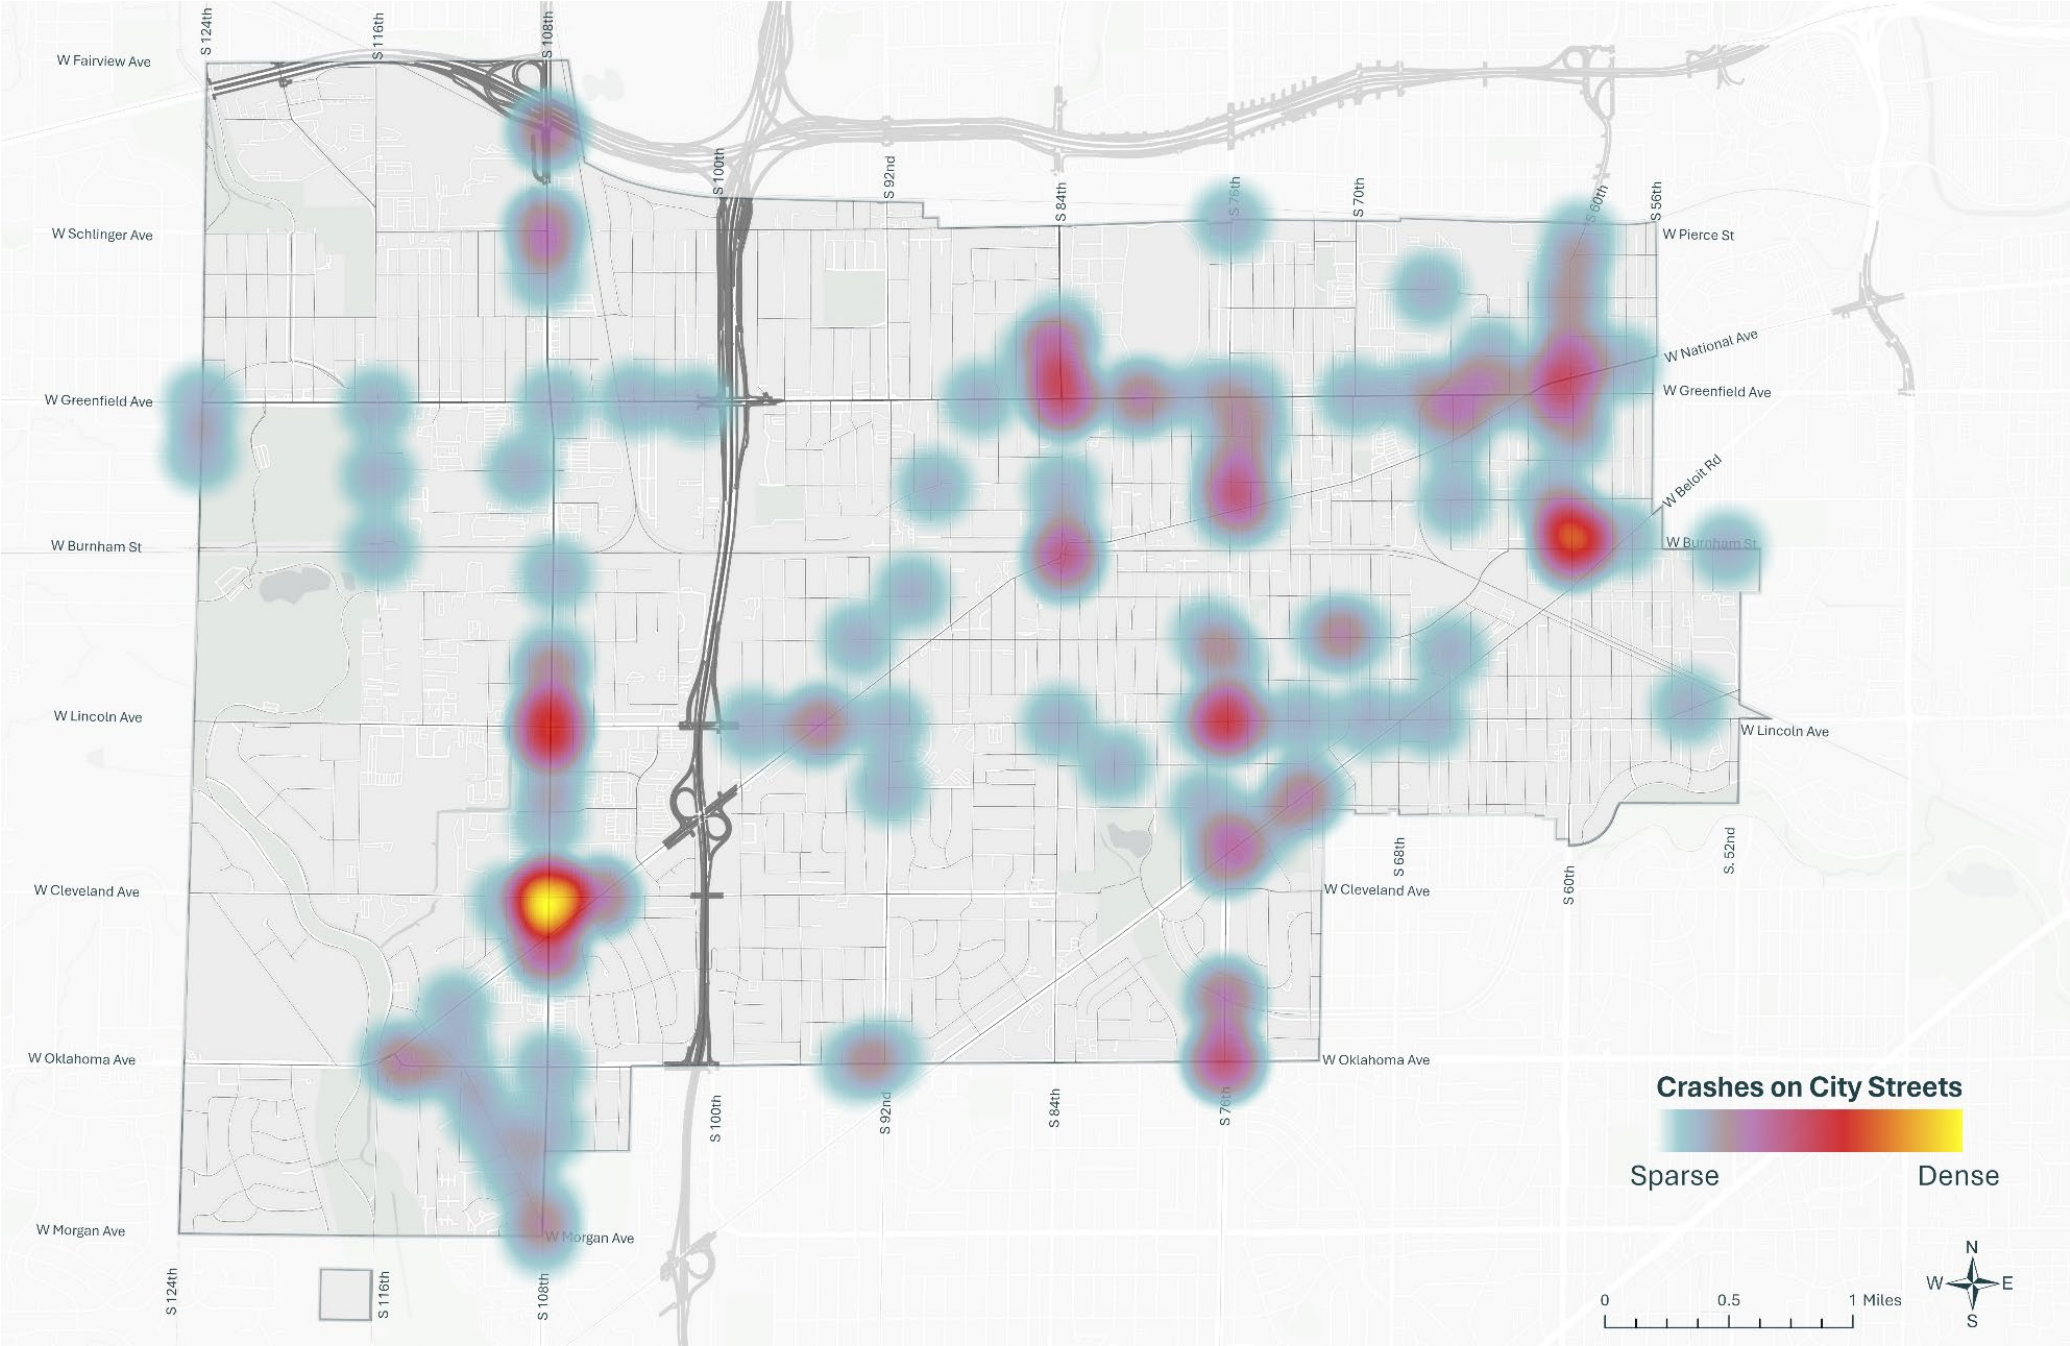 S 124th
S 116th
S 108th
W Fairview Ave
S 100th
S 92nd
S 84th
S 76th
S 70th
S 60th
S 56th
W Schlinger Ave
W Pierce St
W National Ave
W Greenfield Ave
W Greenfield Ave
W Beloit Rd
W Burnham St
W Burnham St
W Lincoln Ave
W Lincoln Ave
S 68th
S. 52nd
W Cleveland Ave
W Cleveland Ave
S 60th
W Oklahoma Ave
W Oklahoma Ave
S 100th
S 92nd
S 84th
S 76th
Crashes on City Streets
Sparse
Dense
W Morgan Ave
W Morgan Ave
S 124th
S 116th
S 108th
N
W
E
S
0
0.5
1 Miles